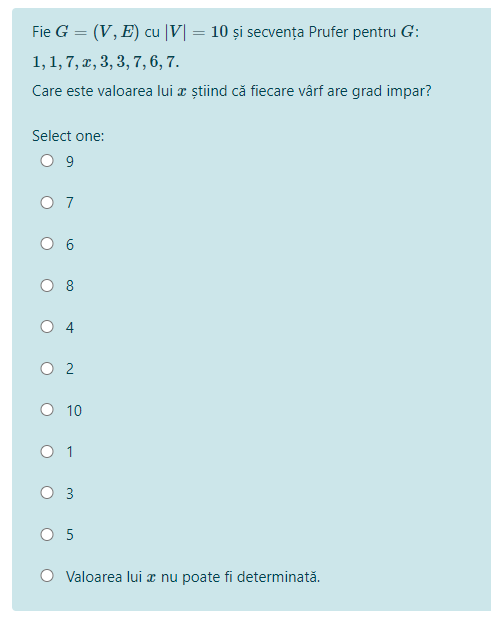 Fie G = (V, E) cu |V| = 10 și secvența Prufer pentru G:
1, 1, 7, x, 3, 3, 7, 6, 7.
Care este valoarea lui x știind că fiecare vârf are grad impar?
Select one:
9
7
6
8
4
2
10
1
3
5
Valoarea lui x nu poate fi determinată.